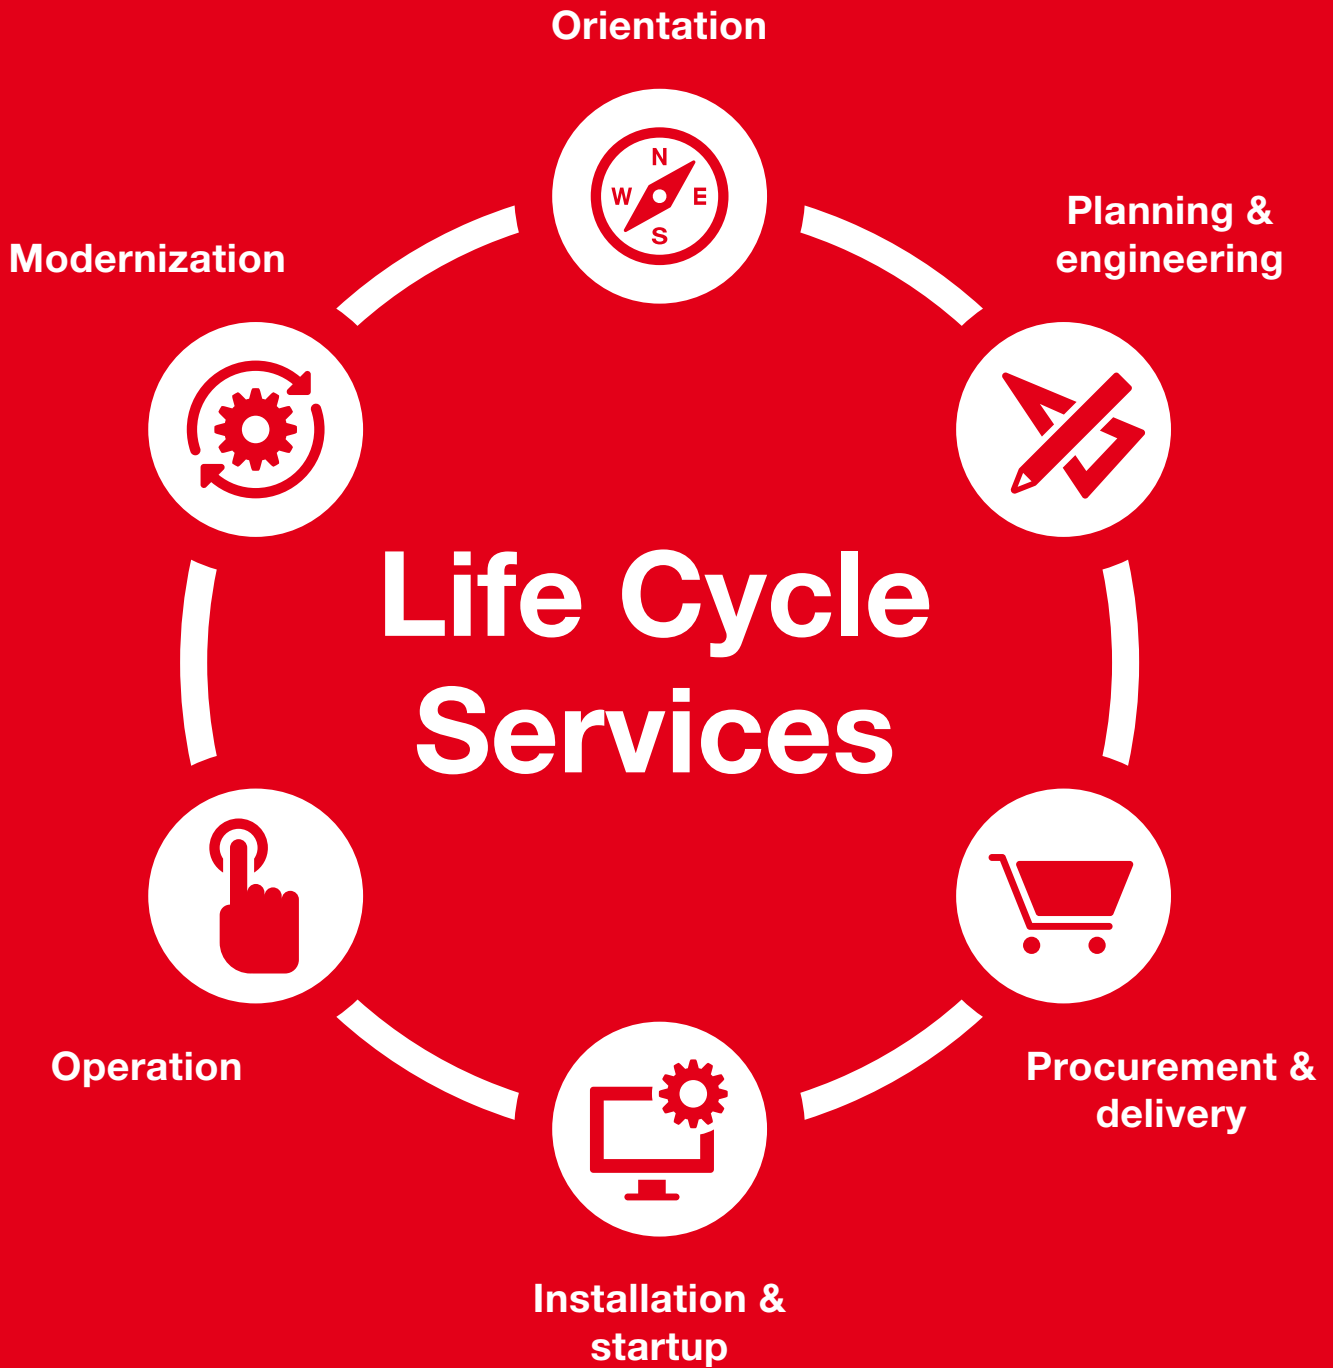 Orientation
N
W E
S
Planning &
engineering
Modernization
Life Cycle
Services
Operation
Procurement &
delivery
Installation &
startup